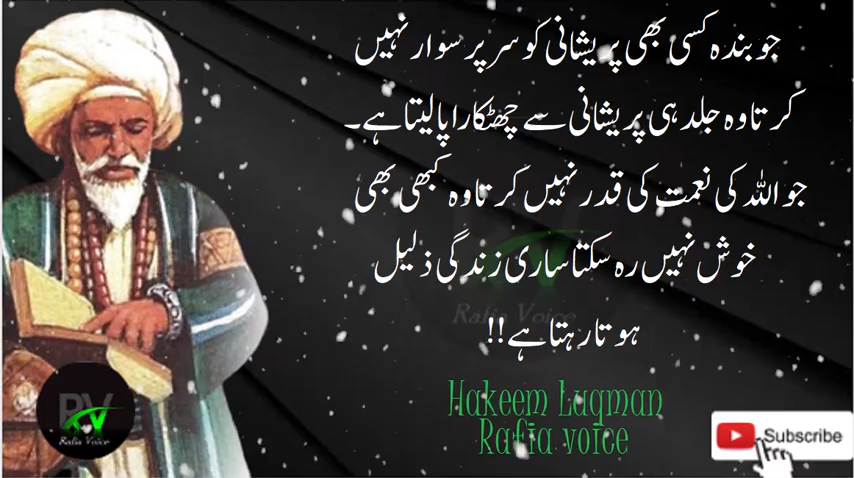 جو بندہ کسی بھی پریشانی کو سر پر سوار نہیں
کرتا وہ جلد ہی پریشانی سے چھٹکارا پا لیتا ہے۔
جو اللہ کی نعمت کی قدر نہیں کرتا وہ کبھی بھی
خوش نہیں رہ سکتا ساری زندگی ذلیل
ہوتا رہتا ہے!!
Rafia Voice
Hakeem Luqman
Rafia voice
RV
Rafia Voice
Subscribe